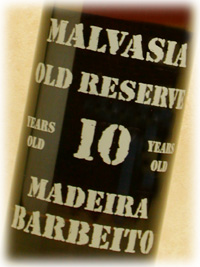 MALVASIA
OLD RESERVE
YEARS OLD 10 YEARS OLD
MADEIRA
BARBEITO